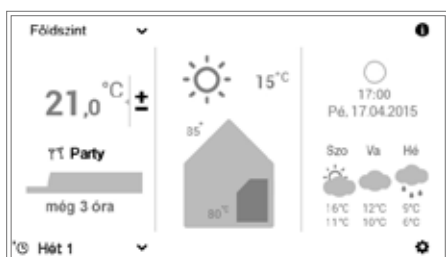 Földszint
21,0 °C ±
Party
még 3 óra
Hét 1
15°C
85°
80°C
17:00
Pé, 17.04.2015
Szo Va Hé
16°C 12°C 9°C
11°C 10°C 6°C